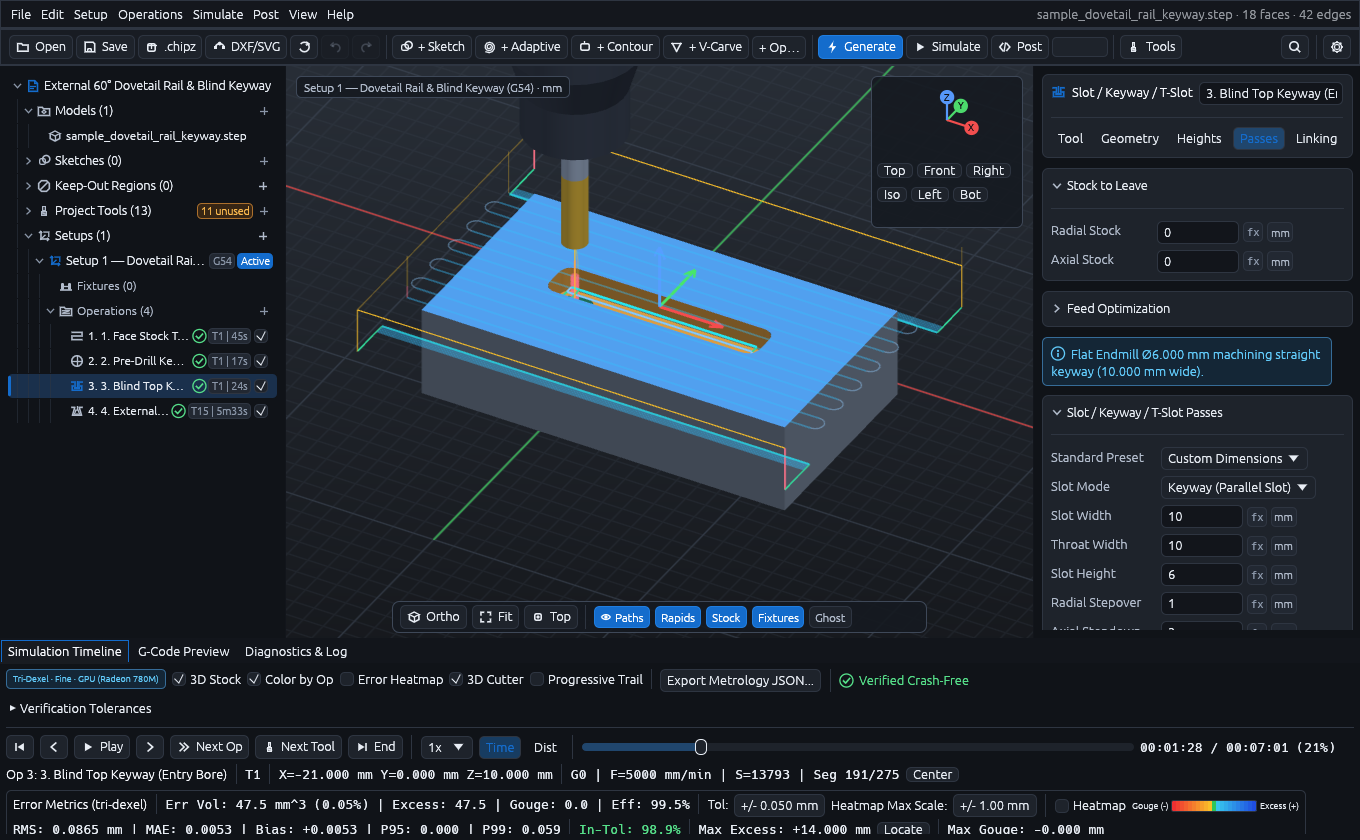 File Edit Setup Operations Simulate Post View Help
sample_dovetail_rail_keyway.step · 18 faces · 42 edges
Open Save .chipz DXF/SVG + Sketch + Adaptive + Contour + V-Carve + Op... Generate Simulate Post Tools
External 60° Dovetail Rail & Blind Keyway
Models (1) +
sample_dovetail_rail_keyway.step
Sketches (0) +
Keep-Out Regions (0) +
Project Tools (13) 11 unused +
Setups (1) +
Setup 1 — Dovetail Rai... G54 Active
Fixtures (0)
Operations (4) +
1. 1. Face Stock T... T1 | 45s
2. 2. Pre-Drill Ke... T1 | 17s
3. 3. Blind Top K... T1 | 24s
4. 4. External... T15 | 5m33s
Setup 1 — Dovetail Rail & Blind Keyway (G54) · mm
Z Y X
Top Front Right
Iso Left Bot
Ortho Fit Top Paths Rapids Stock Fixtures Ghost
Slot / Keyway / T-Slot 3. Blind Top Keyway (E
Tool Geometry Heights Passes Linking
Stock to Leave
Radial Stock 0 fx mm
Axial Stock 0 fx mm
Feed Optimization
Flat Endmill Ø6.000 mm machining straight
keyway (10.000 mm wide).
Slot / Keyway / T-Slot Passes
Standard Preset Custom Dimensions
Slot Mode Keyway (Parallel Slot)
Slot Width 10 fx mm
Throat Width 10 fx mm
Slot Height 6 fx mm
Radial Stepover 1 fx mm
Axial Stepdown
Simulation Timeline G-Code Preview Diagnostics & Log
Tri-Dexel · Fine · GPU (Radeon 780M) 3D Stock Color by Op Error Heatmap 3D Cutter Progressive Trail Export Metrology JSON... Verified Crash-Free
Verification Tolerances
Play Next Op Next Tool End 1x Time Dist 00:01:28 / 00:07:01 (21%)
Op 3: 3. Blind Top Keyway (Entry Bore) T1 X=-21.000 mm Y=0.000 mm Z=10.000 mm G0 | F=5000 mm/min | S=13793 | Seg 191/275 Center
Error Metrics (tri-dexel) Err Vol: 47.5 mm^3 (0.05%) | Excess: 47.5 | Gouge: 0.0 | Eff: 99.5% Tol: +/- 0.050 mm Heatmap Max Scale: +/- 1.00 mm Heatmap Gouge (-) Excess (+)
RMS: 0.0865 mm | MAE: 0.0053 | Bias: +0.0053 | P95: 0.000 | P99: 0.059 In-Tol: 98.9% Max Excess: +14.000 mm Locate Max Gouge: -0.000 mm